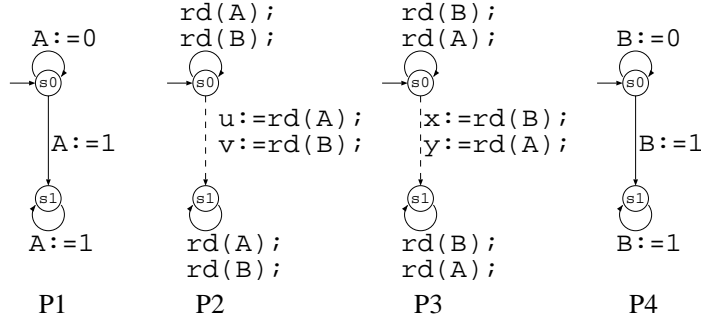 A:=0
s0
A:=1
s1
A:=1
P1
rd(A);
rd(B);
s0
u:=rd(A);
v:=rd(B);
s1
rd(A);
rd(B);
P2
rd(B);
rd(A);
s0
x:=rd(B);
y:=rd(A);
s1
rd(B);
rd(A);
P3
B:=0
s0
B:=1
s1
B:=1
P4